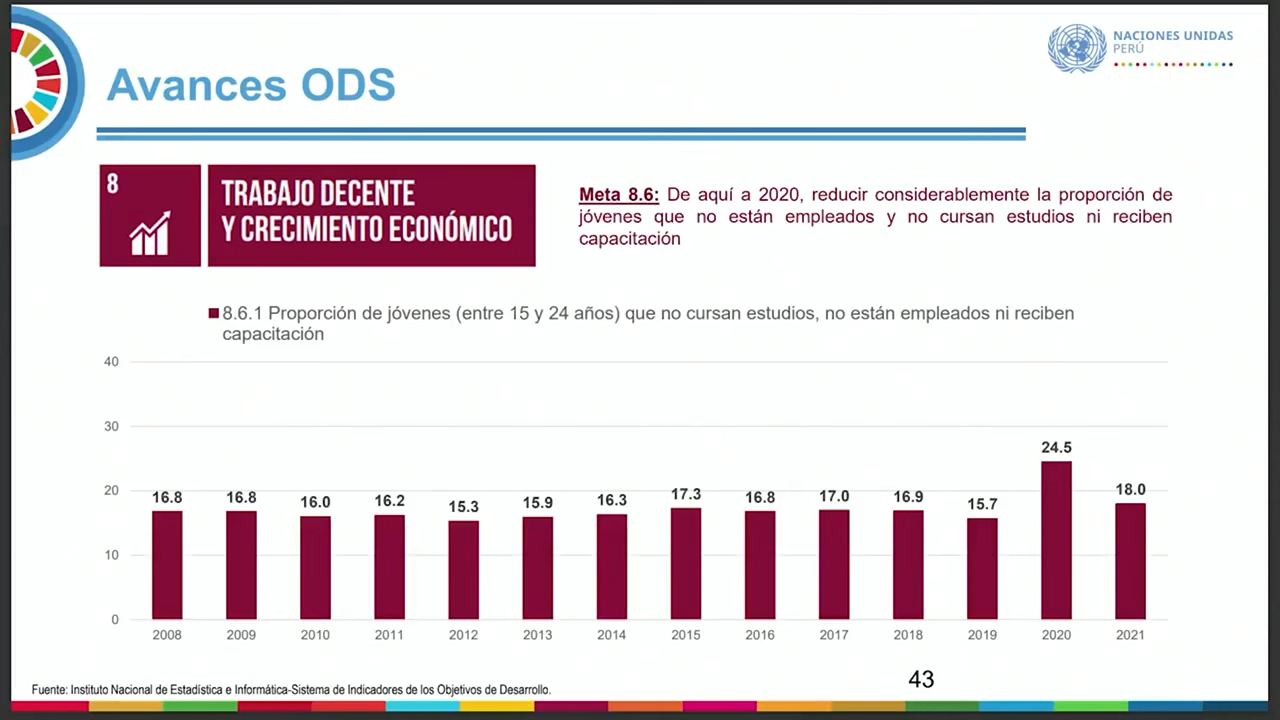 NACIONES UNIDAS
PERÚ
Avances ODS
8
TRABAJO DECENTE
Y CRECIMIENTO ECONÓMICO
Meta 8.6: De aquí a 2020, reducir considerablemente la proporción de
jóvenes que no están empleados y no cursan estudios ni reciben
capacitación
8.6.1 Proporción de jóvenes (entre 15 y 24 años) que no cursan estudios, no están empleados ni reciben
capacitación
40
30
20
10
0
16.8 16.8 16.0 16.2 15.3 15.9 16.3 17.3 16.8 17.0 16.9 15.7 24.5 18.0
2008 2009 2010 2011 2012 2013 2014 2015 2016 2017 2018 2019 2020 2021
43
Fuente: Instituto Nacional de Estadística e Informática-Sistema de Indicadores de los Objetivos de Desarrollo.